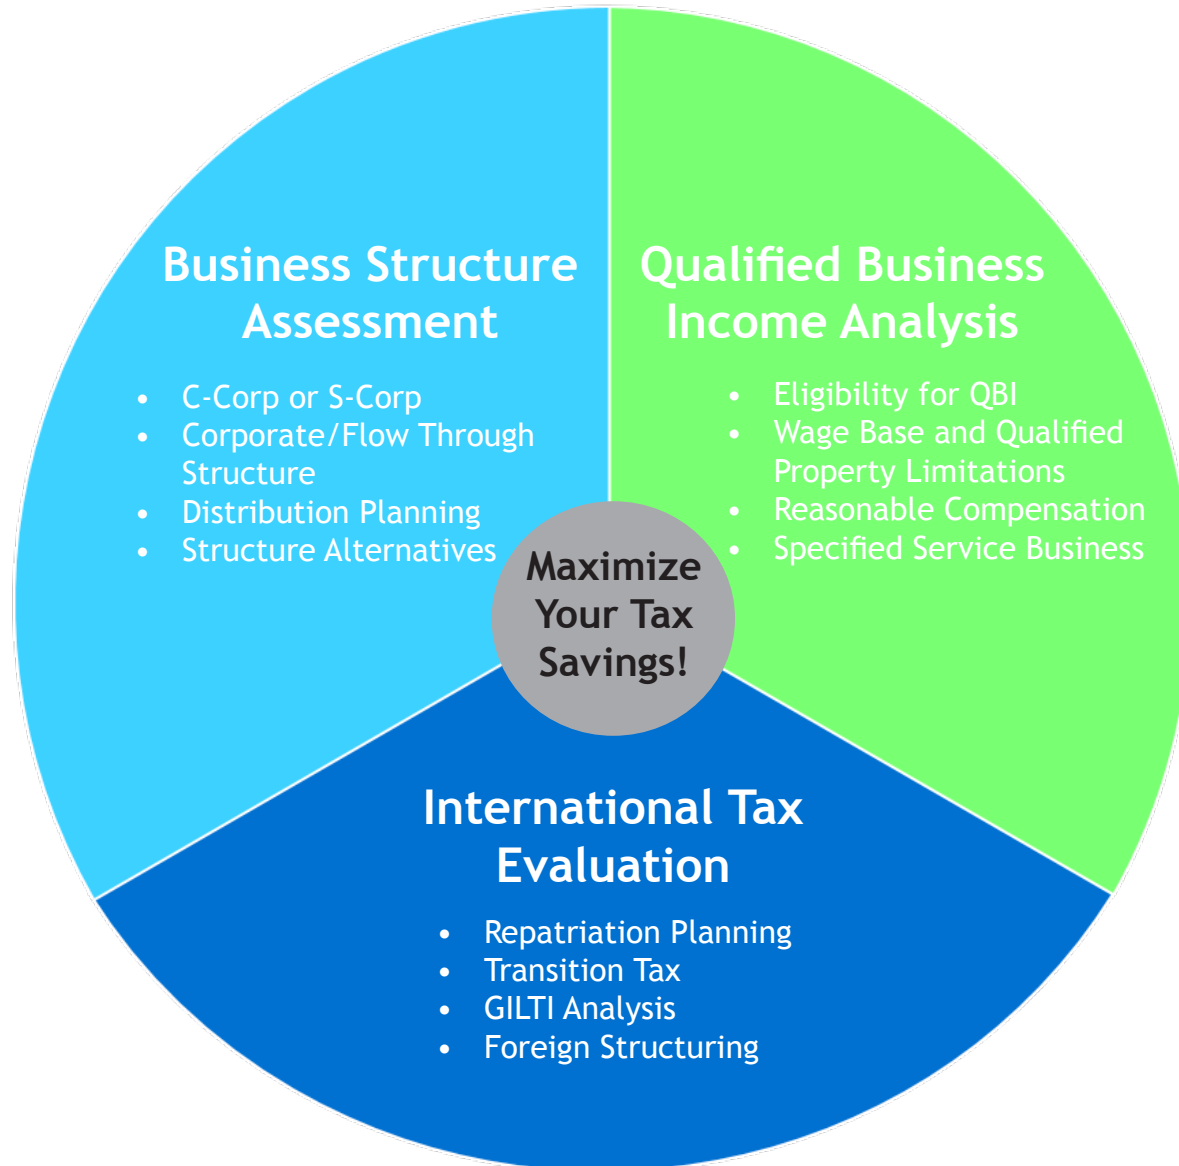 Business Structure
Assessment
• C-Corp or S-Corp
• Corporate/Flow Through
Structure
• Distribution Planning
• Structure Alternatives
Qualified Business
Income Analysis
• Eligibility for QBI
• Wage Base and Qualified
Property Limitations
• Reasonable Compensation
• Specified Service Business
Maximize
Your Tax
Savings!
International Tax
Evaluation
• Repatriation Planning
• Transition Tax
• GILTI Analysis
• Foreign Structuring